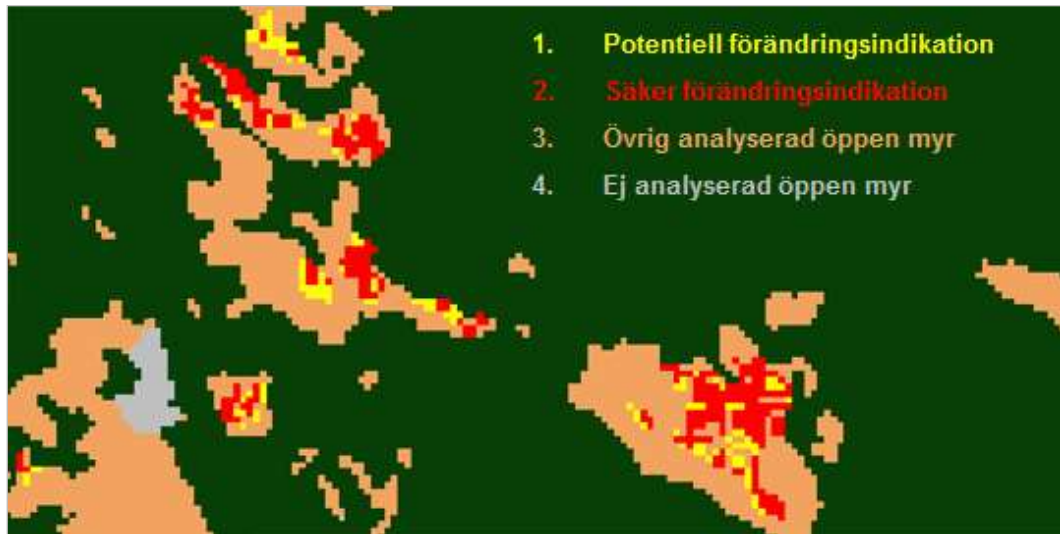 1. Potentiell förändringsindikation
2. Säker förändringsindikation
3. Övrig analyserad öppen myr
4. Ej analyserad öppen myr